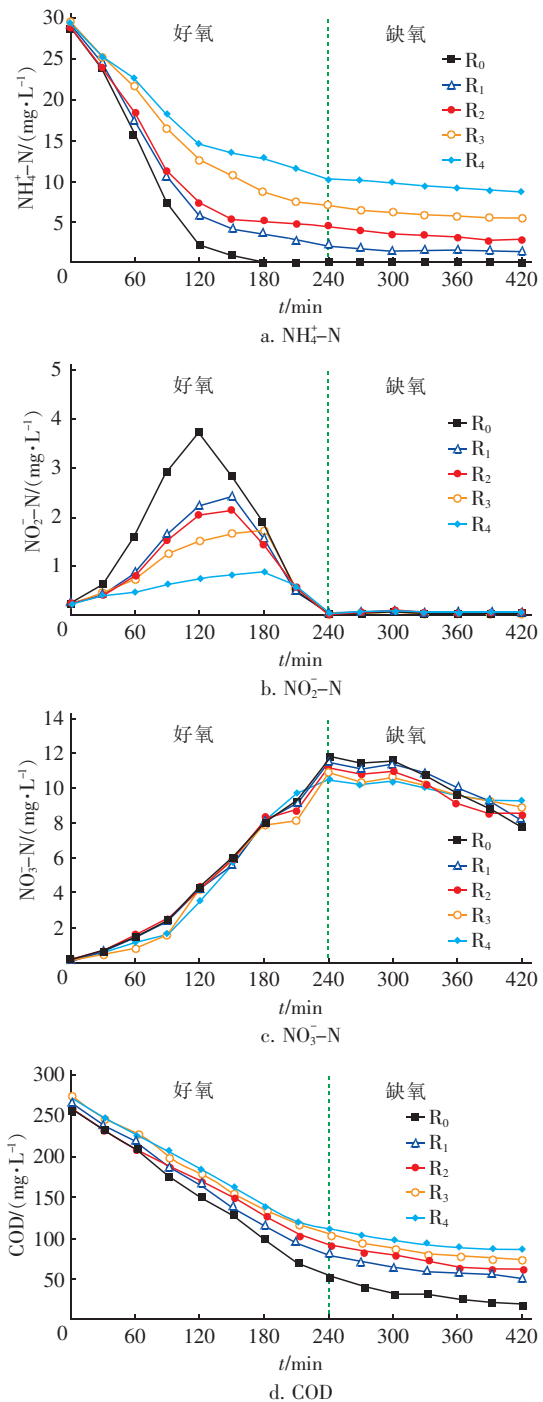 好氧 缺氧
NH₄⁺-N/(mg·L⁻¹)
30
25
20
15
10
5
0 60 120 180 240 300 360 420
R₀
R₁
R₂
R₃
R₄
t/min
a. NH₄⁺-N
好氧 缺氧
NO₂⁻-N/(mg·L⁻¹)
5
4
3
2
1
0 60 120 180 240 300 360 420
R₀
R₁
R₂
R₃
R₄
t/min
b. NO₂⁻-N
好氧 缺氧
NO₃⁻-N/(mg·L⁻¹)
14
12
10
8
6
4
2
0 60 120 180 240 300 360 420
R₀
R₁
R₂
R₃
R₄
t/min
c. NO₃⁻-N
好氧 缺氧
COD/(mg·L⁻¹)
300
250
200
150
100
50
0 60 120 180 240 300 360 420
R₀
R₁
R₂
R₃
R₄
t/min
d. COD